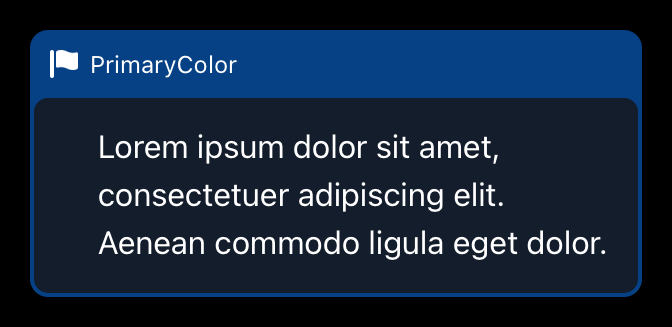 PrimaryColor
Lorem ipsum dolor sit amet,
consectetuer adipiscing elit.
Aenean commodo ligula eget dolor.